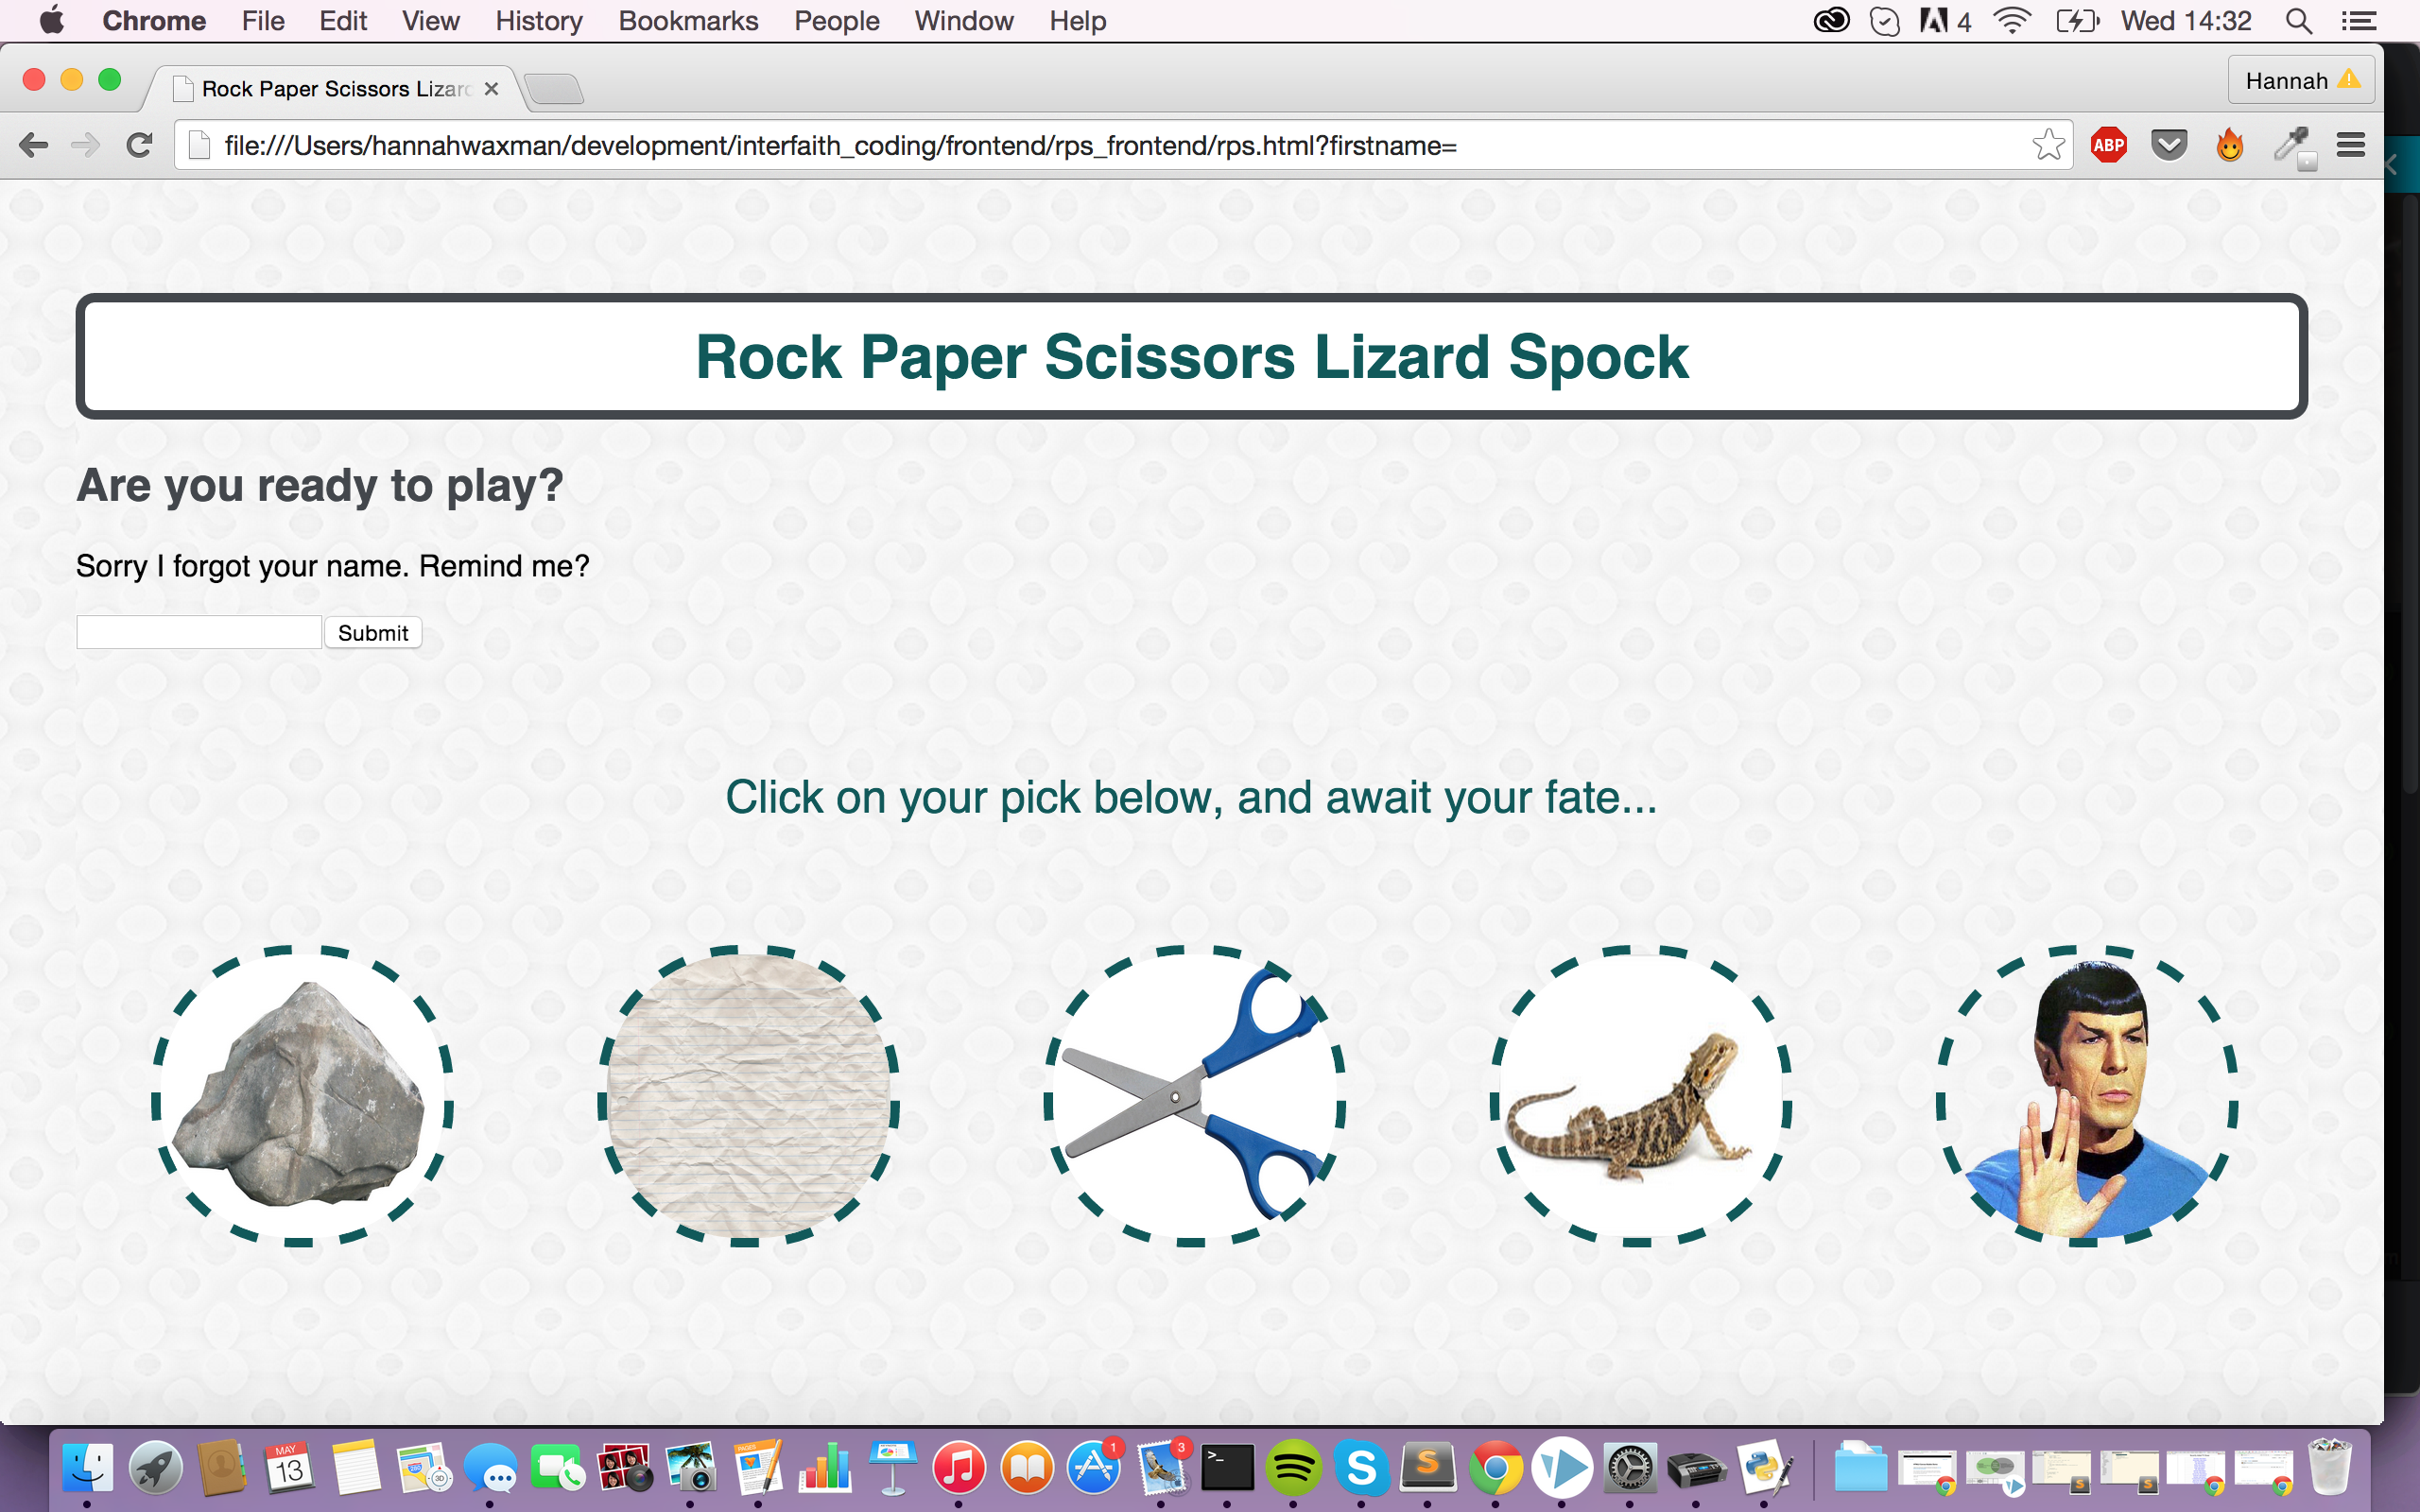 Chrome File Edit View History Bookmarks People Window Help 4 Wed 14:32
Rock Paper Scissors Lizar
Hannah
file:///Users/hannahwaxman/development/interfaith_coding/frontend/rps_frontend/rps.html?firstname=
ABP
Rock Paper Scissors Lizard Spock
Are you ready to play?
Sorry I forgot your name. Remind me?
Submit
Click on your pick below, and await your fate...
MAY
13
3D
PAGES
1
3
>_
S
S